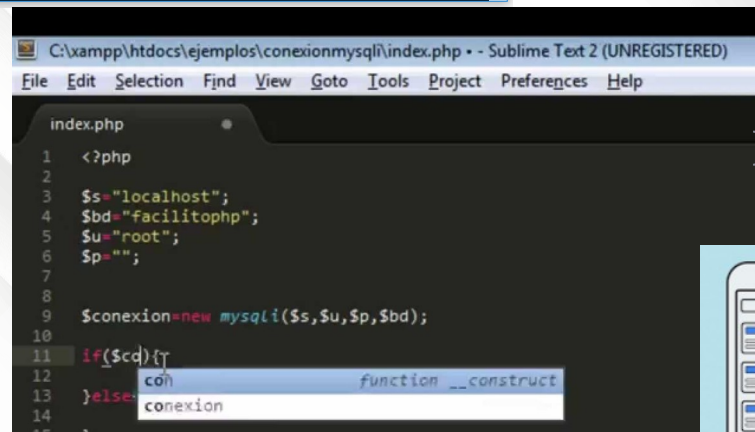 C:\xampp\htdocs\ejemplos\conexionmysqli\index.php • - Sublime Text 2 (UNREGISTERED)
File Edit Selection Find View Goto Tools Project Preferences Help
index.php
1 <?php
2
3 $s="localhost";
4 $bd="facilitophp";
5 $u="root";
6 $p="";
7
8
9 $conexion=new mysqli($s,$u,$p,$bd);
10
11 if($co){
12 con function __construct
13 }else
conexion
14